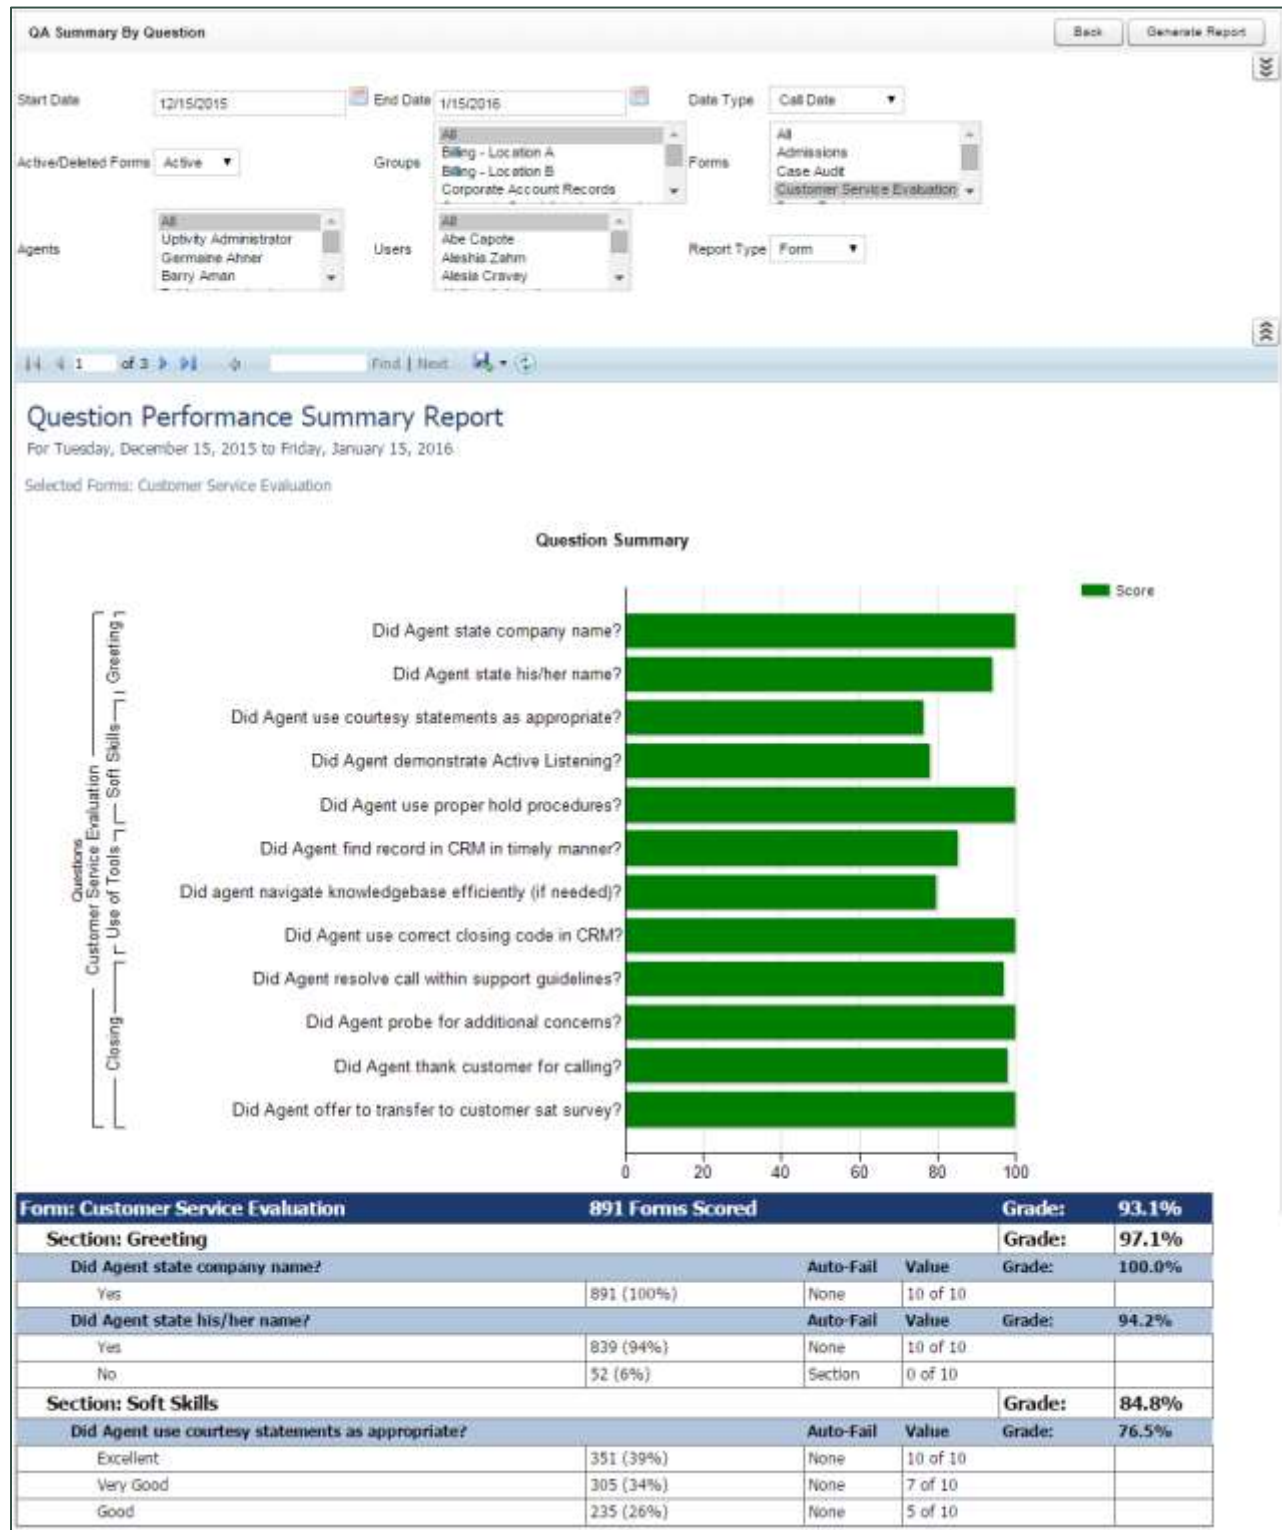 QA Summary By Question
Back
Generate Report
Start Date
12/15/2015
End Date
1/15/2016
Date Type
Call Date
Active/Deleted Forms
Active
Groups
All
Billing - Location A
Billing - Location B
Corporate Account Records
Forms
All
Admissions
Case Audit
Customer Service Evaluation
Agents
All
Uptivity Administrator
Germaine Ahner
Barry Aman
Users
All
Abe Capote
Aleshia Zahm
Alesia Cravey
Report Type
Form
1 of 3
Find | Next
Question Performance Summary Report
For Tuesday, December 15, 2015 to Friday, January 15, 2016
Selected Forms: Customer Service Evaluation
Question Summary
Score
Questions
Customer Service Evaluation
Greeting
Soft Skills
Use of Tools
Closing
Did Agent state company name?
Did Agent state his/her name?
Did Agent use courtesy statements as appropriate?
Did Agent demonstrate Active Listening?
Did Agent use proper hold procedures?
Did Agent find record in CRM in timely manner?
Did agent navigate knowledgebase efficiently (if needed)?
Did Agent use correct closing code in CRM?
Did Agent resolve call within support guidelines?
Did Agent probe for additional concerns?
Did Agent thank customer for calling?
Did Agent offer to transfer to customer sat survey?
0 20 40 60 80 100
Form: Customer Service Evaluation 891 Forms Scored Grade: 93.1%
Section: Greeting Grade: 97.1%
Did Agent state company name? Auto-Fail Value Grade: 100.0%
Yes 891 (100%) None 10 of 10
Did Agent state his/her name? Auto-Fail Value Grade: 94.2%
Yes 839 (94%) None 10 of 10
No 52 (6%) Section 0 of 10
Section: Soft Skills Grade: 84.8%
Did Agent use courtesy statements as appropriate? Auto-Fail Value Grade: 76.5%
Excellent 351 (39%) None 10 of 10
Very Good 305 (34%) None 7 of 10
Good 235 (26%) None 5 of 10